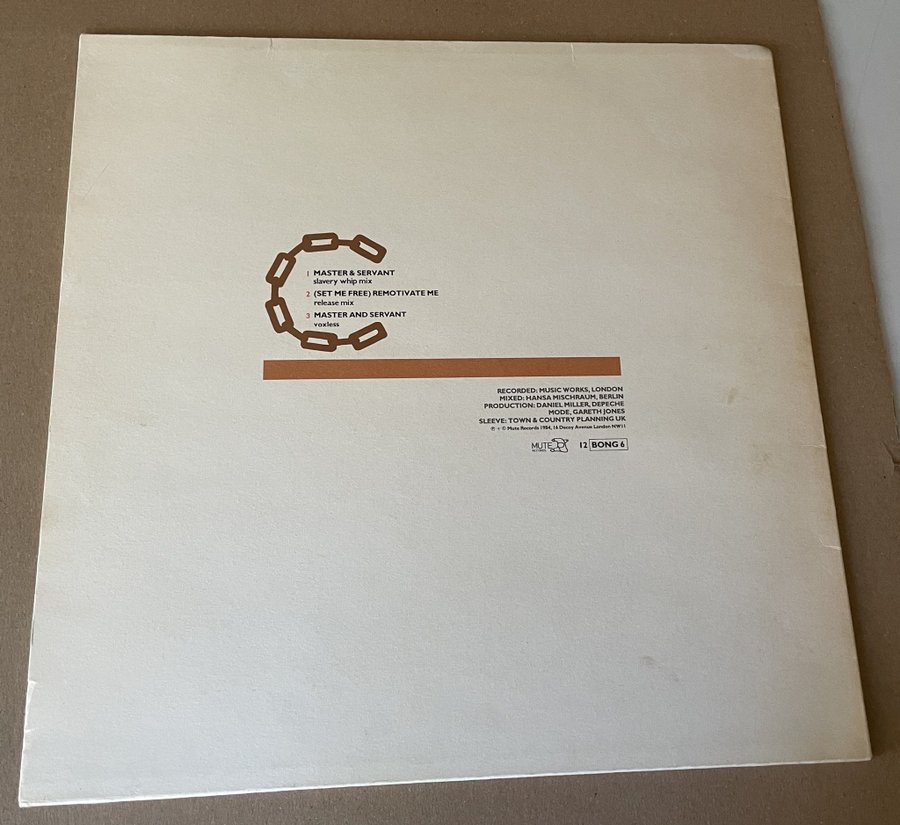 1 MASTER & SERVANT
slavery whip mix
2 (SET ME FREE) REMOTIVATE ME
release mix
3 MASTER AND SERVANT
voxless
RECORDED: MUSIC WORKS, LONDON
MIXED: HANSA MISCHRAUM, BERLIN
PRODUCTION: DANIEL MILLER, DEPECHE
MODE, GARETH JONES
SLEEVE: TOWN & COUNTRY PLANNING UK
℗ + © Mute Records 1984, 16 Decoy Avenue London NW11
MUTE
RECORDS
12 BONG 6